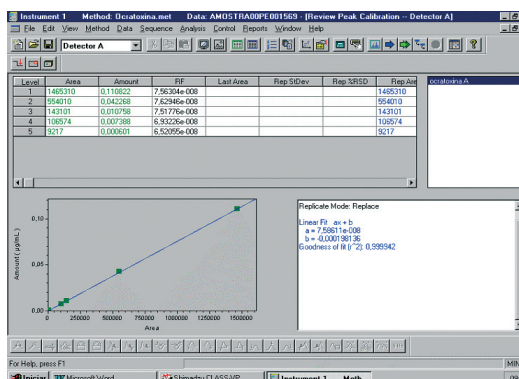 Instrument 1 Method: Ocratoxina.met Data: AMOSTRA00PE001569 - [Review Peak Calibration -- Detector A]
File Edit View Method Data Sequence Analysis Control Reports Window Help
Detector A
Level Area Amount RF Last Area Rep StDev Rep %RSD Rep Are
1 1465310 0,110822 7,56304e-008 1465310
2 554010 0,042268 7,62946e-008 554010
3 143101 0,010758 7,51776e-008 143101
4 106574 0,007388 6,93226e-008 106574
5 9217 0,000601 6,52055e-008 9217
ocratoxina A
Amount (µg/mL)
0,10
0,05
0,00
0 250000 500000 750000 1000000 1250000 1500000
Area
Replicate Mode: Replace
Linear Fit ax + b
a = 7,58611e-008
b = -0,000198136
Goodness of fit (r^2): 0,999942
For Help, press F1
MIN
Iniciar Microsoft Word Shimadzu CLASS-VP Instrument 1 Meth